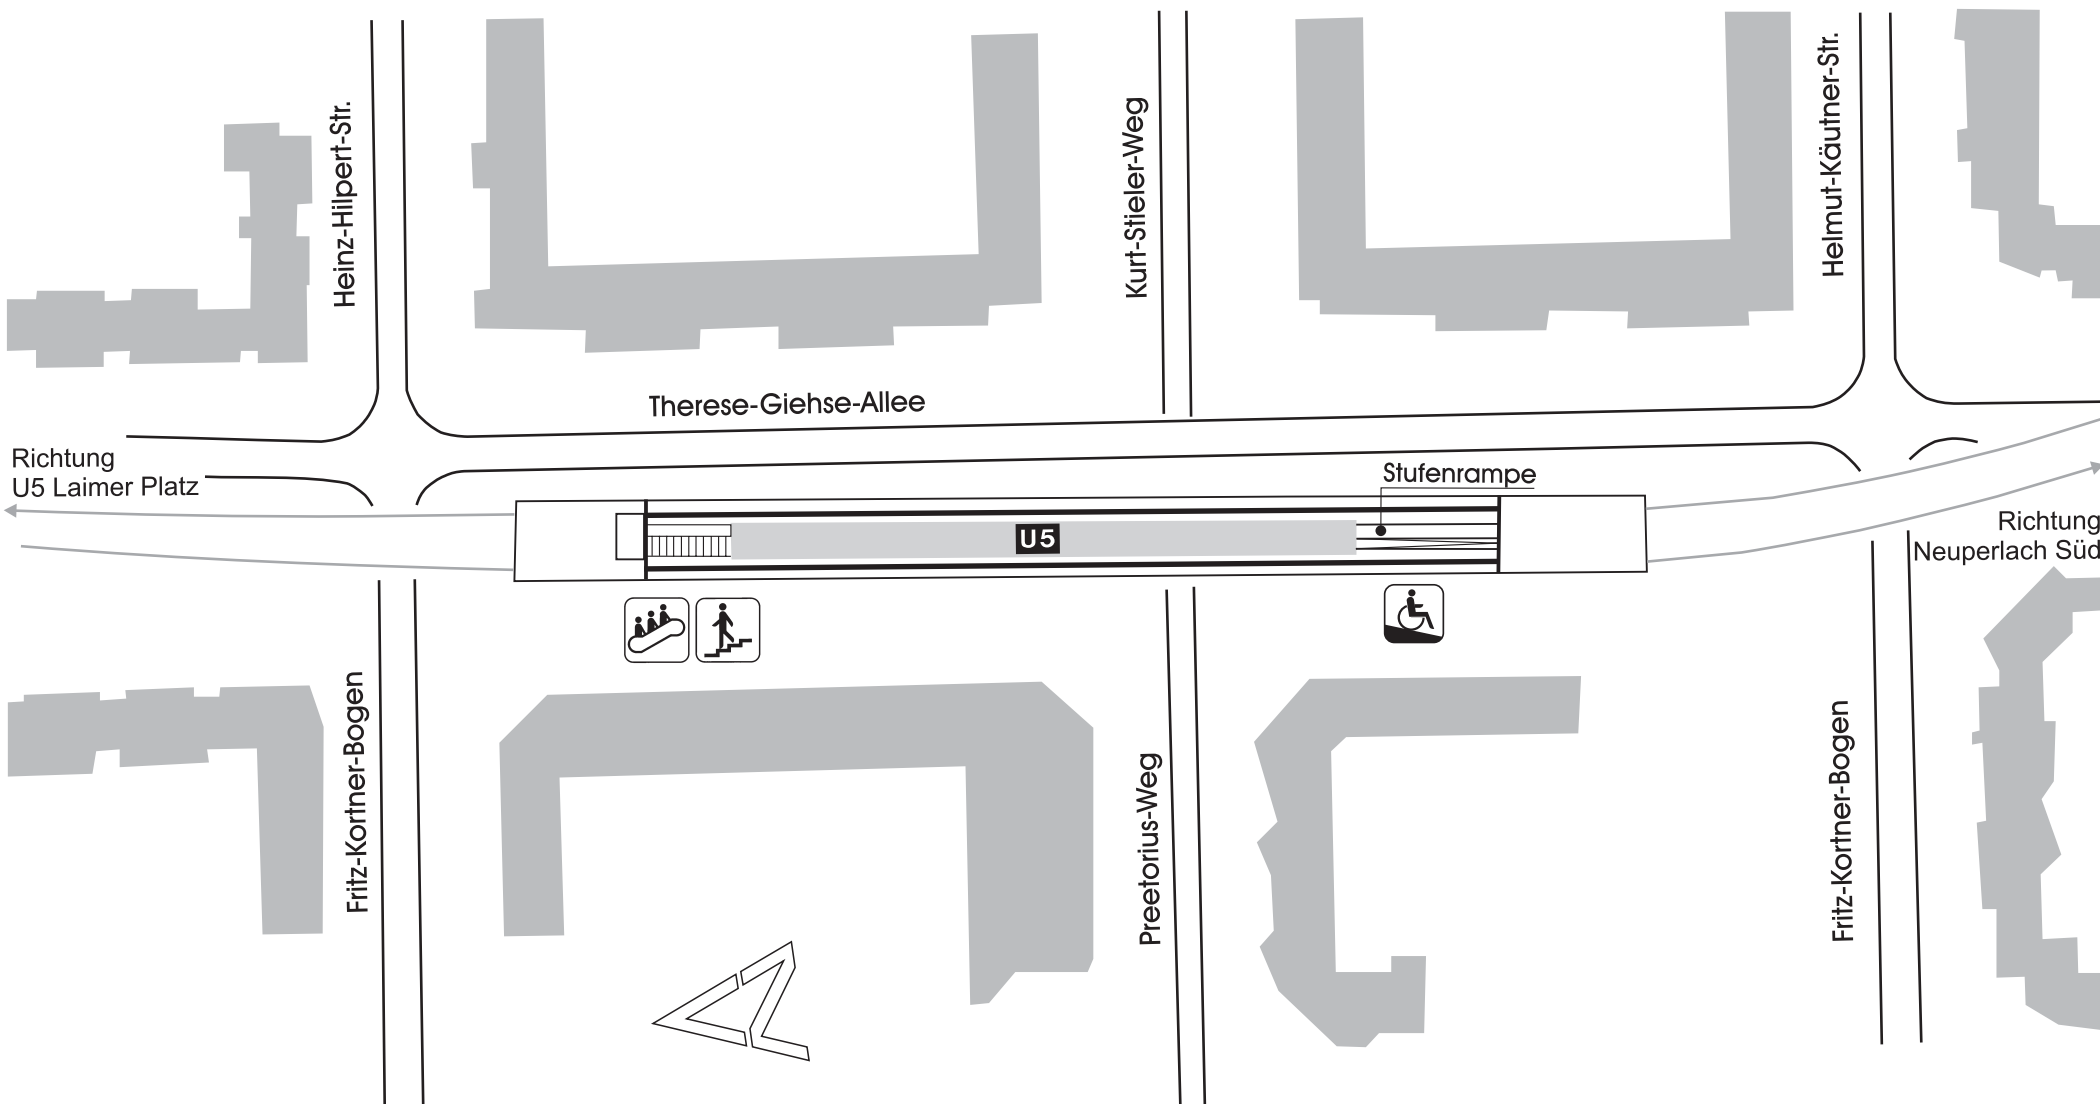 Heinz-Hilpert-Str.
Kurt-Stieler-Weg
Helmut-Käutner-Str.
Therese-Giehse-Allee
Richtung
U5 Laimer Platz
Stufenrampe
U5
Richtung
Neuperlach Süd
Fritz-Kortner-Bogen
Preetorius-Weg
Fritz-Kortner-Bogen